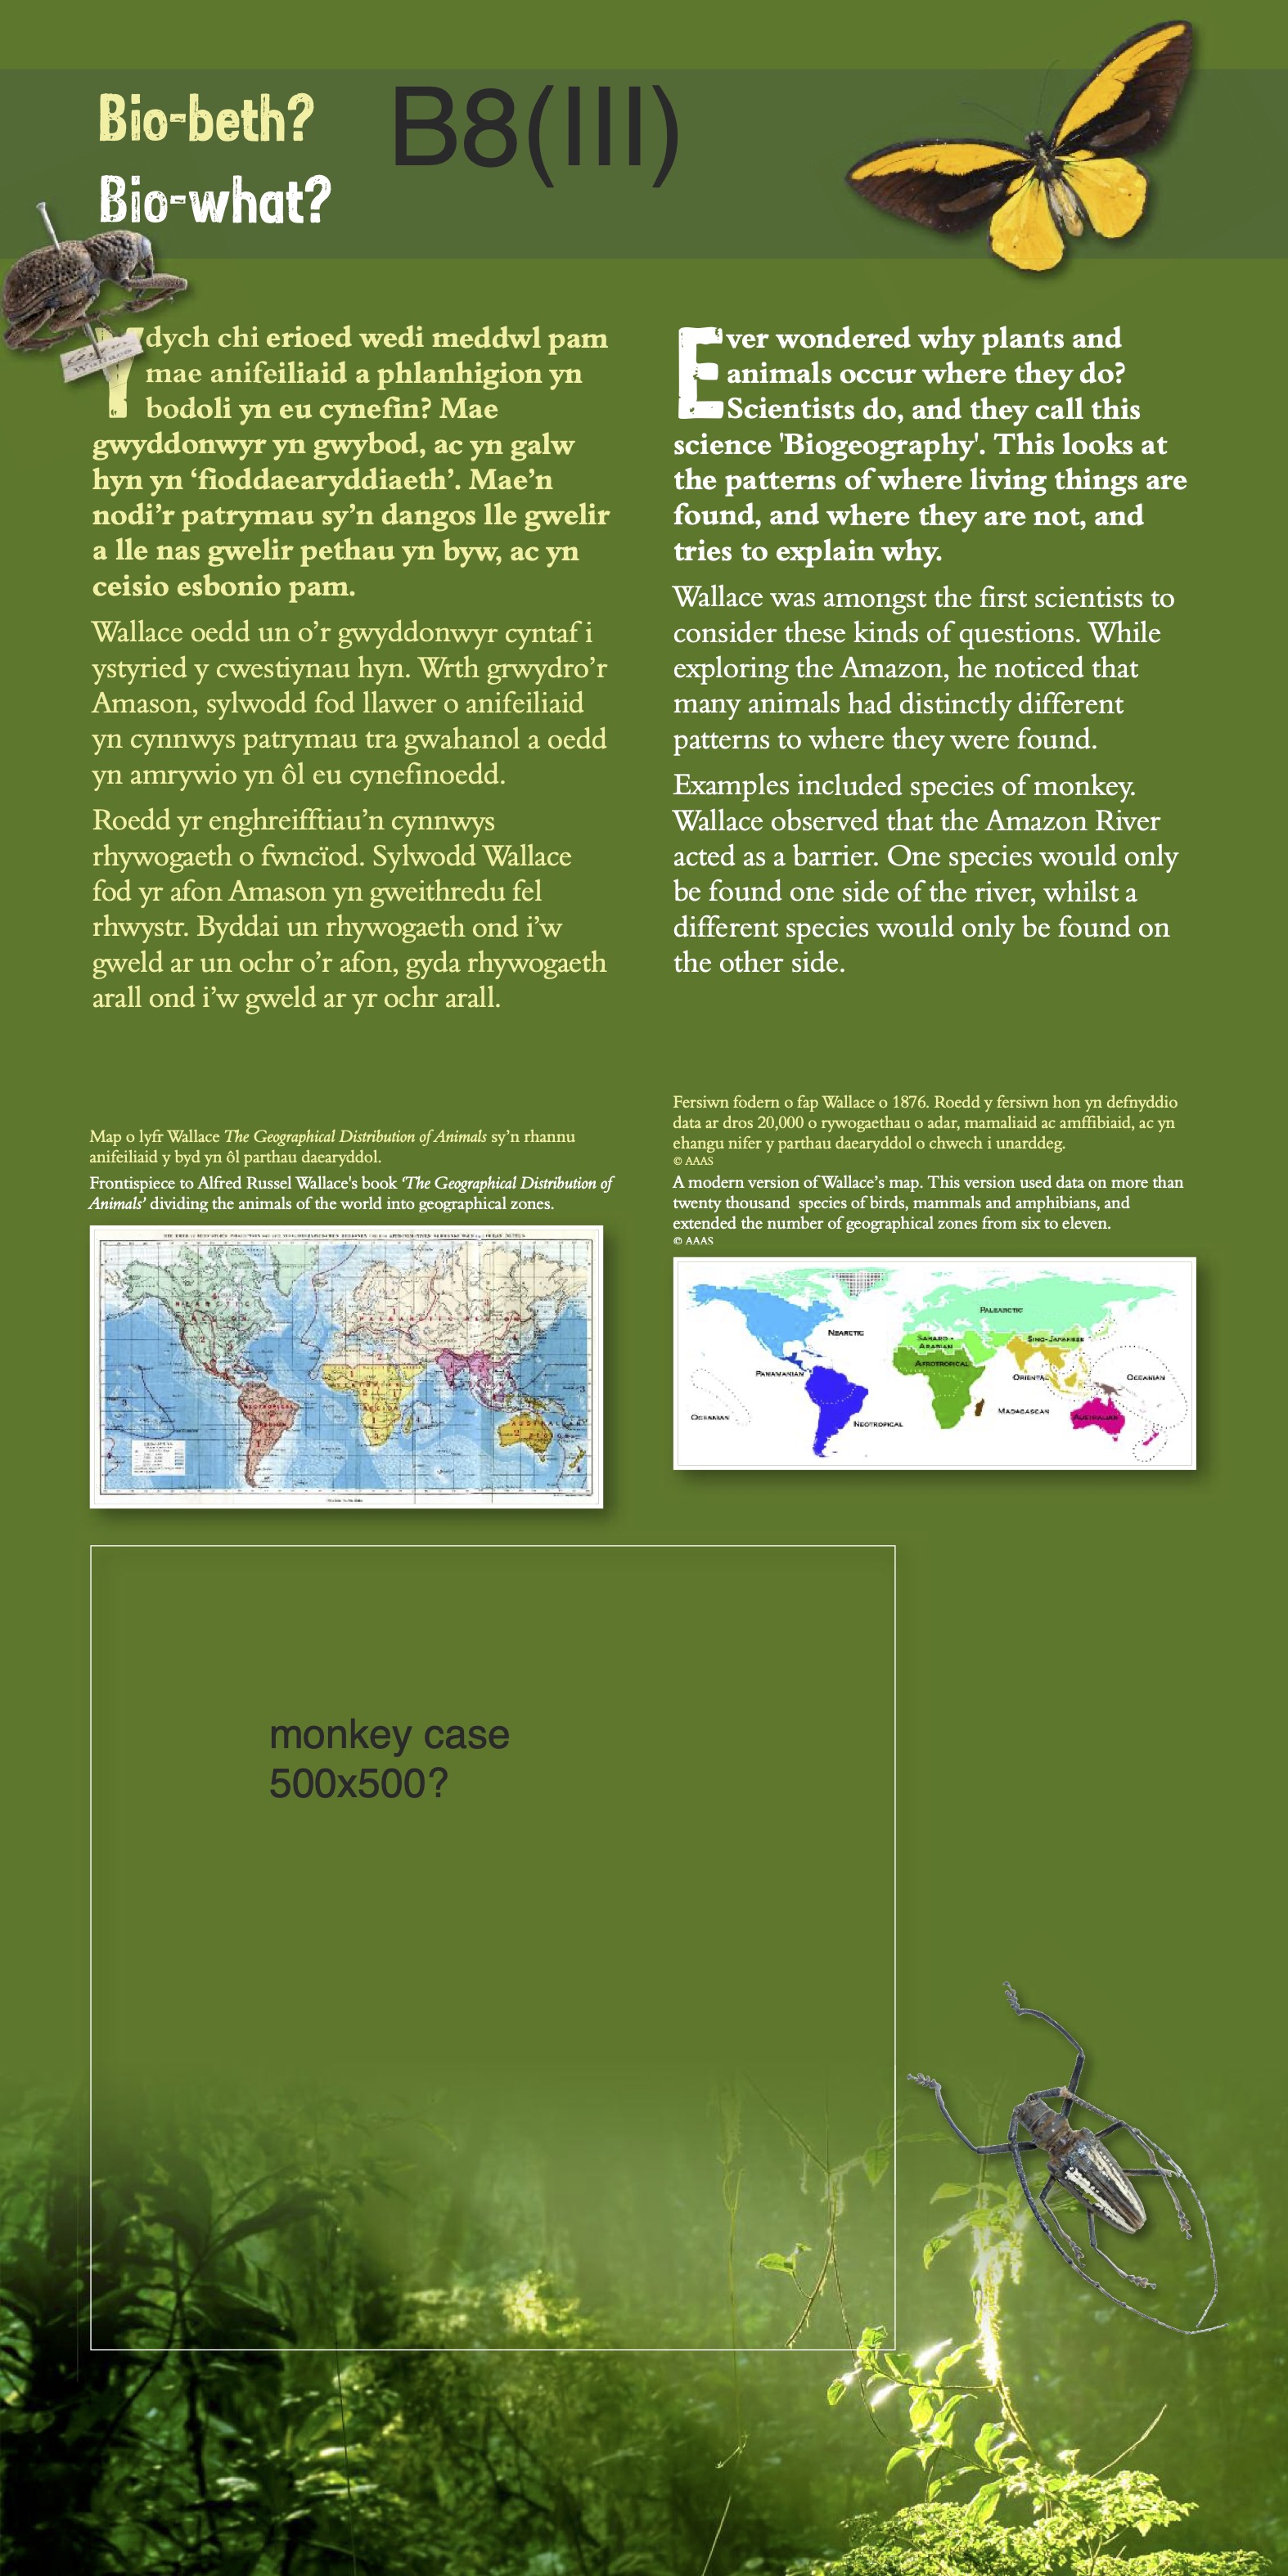 Bio-beth?
Bio-what?
B8(III)
Ydych chi erioed wedi meddwl pam
mae anifeiliaid a phlanhigion yn
bodoli yn eu cynefin? Mae
gwyddonwyr yn gwybod, ac yn galw
hyn yn ‘fioddaearyddiaeth’. Mae’n
nodi’r patrymau sy’n dangos lle gwelir
a lle nas gwelir pethau yn byw, ac yn
ceisio esbonio pam.
Wallace oedd un o’r gwyddonwyr cyntaf i
ystyried y cwestiynau hyn. Wrth grwydro’r
Amason, sylwodd fod llawer o anifeiliaid
yn cynnwys patrymau tra gwahanol a oedd
yn amrywio yn ôl eu cynefinoedd.
Roedd yr enghreifftiau’n cynnwys
rhywogaeth o fwncïod. Sylwodd Wallace
fod yr afon Amason yn gweithredu fel
rhwystr. Byddai un rhywogaeth ond i’w
gweld ar un ochr o’r afon, gyda rhywogaeth
arall ond i’w gweld ar yr ochr arall.
Ever wondered why plants and
animals occur where they do?
Scientists do, and they call this
science 'Biogeography'. This looks at
the patterns of where living things are
found, and where they are not, and
tries to explain why.
Wallace was amongst the first scientists to
consider these kinds of questions. While
exploring the Amazon, he noticed that
many animals had distinctly different
patterns to where they were found.
Examples included species of monkey.
Wallace observed that the Amazon River
acted as a barrier. One species would only
be found one side of the river, whilst a
different species would only be found on
the other side.
Map o lyfr Wallace The Geographical Distribution of Animals sy’n rhannu
anifeiliaid y byd yn ôl parthau daearyddol.
Frontispiece to Alfred Russel Wallace's book ‘The Geographical Distribution of
Animals’ dividing the animals of the world into geographical zones.
Fersiwn fodern o fap Wallace o 1876. Roedd y fersiwn hon yn defnyddio
data ar dros 20,000 o rywogaethau o adar, mamaliaid ac amffibiaid, ac yn
ehangu nifer y parthau daearyddol o chwech i unarddeg.
© AAAS
A modern version of Wallace’s map. This version used data on more than
twenty thousand species of birds, mammals and amphibians, and
extended the number of geographical zones from six to eleven.
© AAAS
PALEARCTIC
NEARCTIC
SAHARO-
ARABIAN
SINO-JAPANESE
AFROTROPICAL
PANAMANIAN
ORIENTAL
OCEANIAN
OCEANIAN
MADAGASCAN
AUSTRALIAN
NEOTROPICAL
monkey case
500x500?